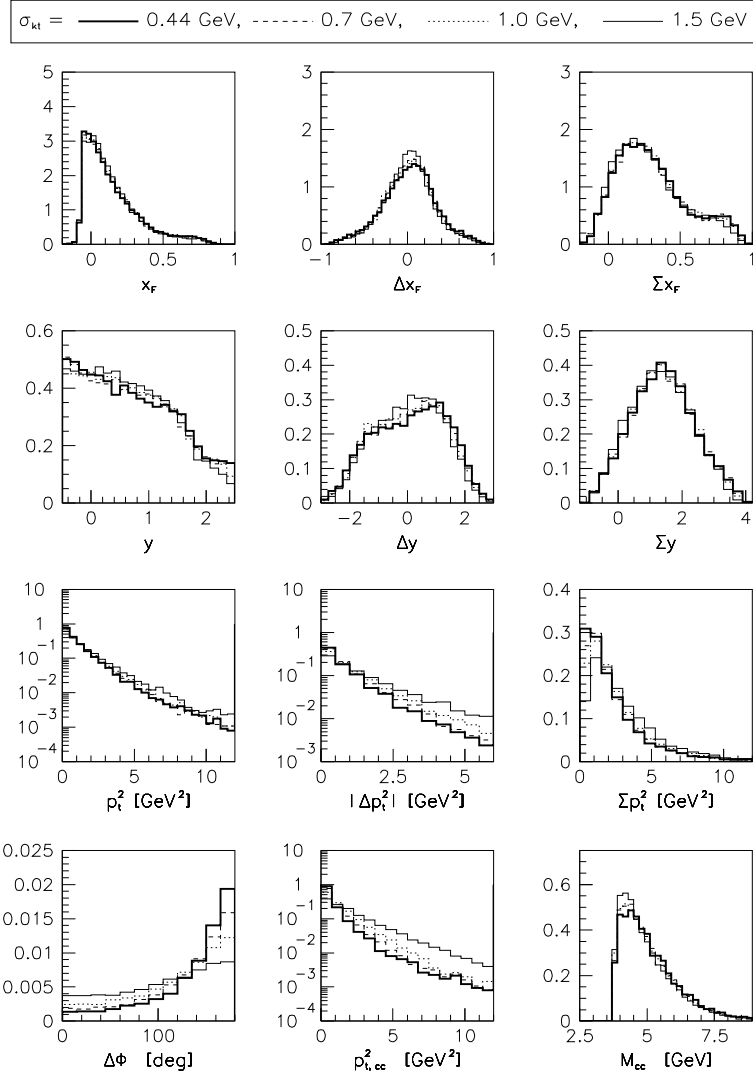 σkt = 0.44 GeV, 0.7 GeV, 1.0 GeV, 1.5 GeV
5 4 3 2 1 0
0 0.5 1
xF
3 2 1 0
−1 0 1
ΔxF
3 2 1 0
0 0.5 1
ΣxF
0.6 0.4 0.2 0
0 1 2
y
0.5 0.4 0.3 0.2 0.1 0
−2 0 2
Δy
0.5 0.4 0.3 0.2 0.1 0
0 2 4
Σy
10 1 10⁻¹ 10⁻² 10⁻³ 10⁻⁴
0 5 10
pt² [GeV²]
10 1 10⁻¹ 10⁻² 10⁻³
0 2.5 5
|Δpt²| [GeV²]
0.4 0.3 0.2 0.1 0
0 5 10
Σpt² [GeV²]
0.025 0.02 0.015 0.01 0.005 0
0 100
ΔΦ [deg]
10 1 10⁻¹ 10⁻² 10⁻³ 10⁻⁴
0 5 10
pt,cc² [GeV²]
0.6 0.4 0.2 0
2.5 5 7.5
Mcc [GeV]